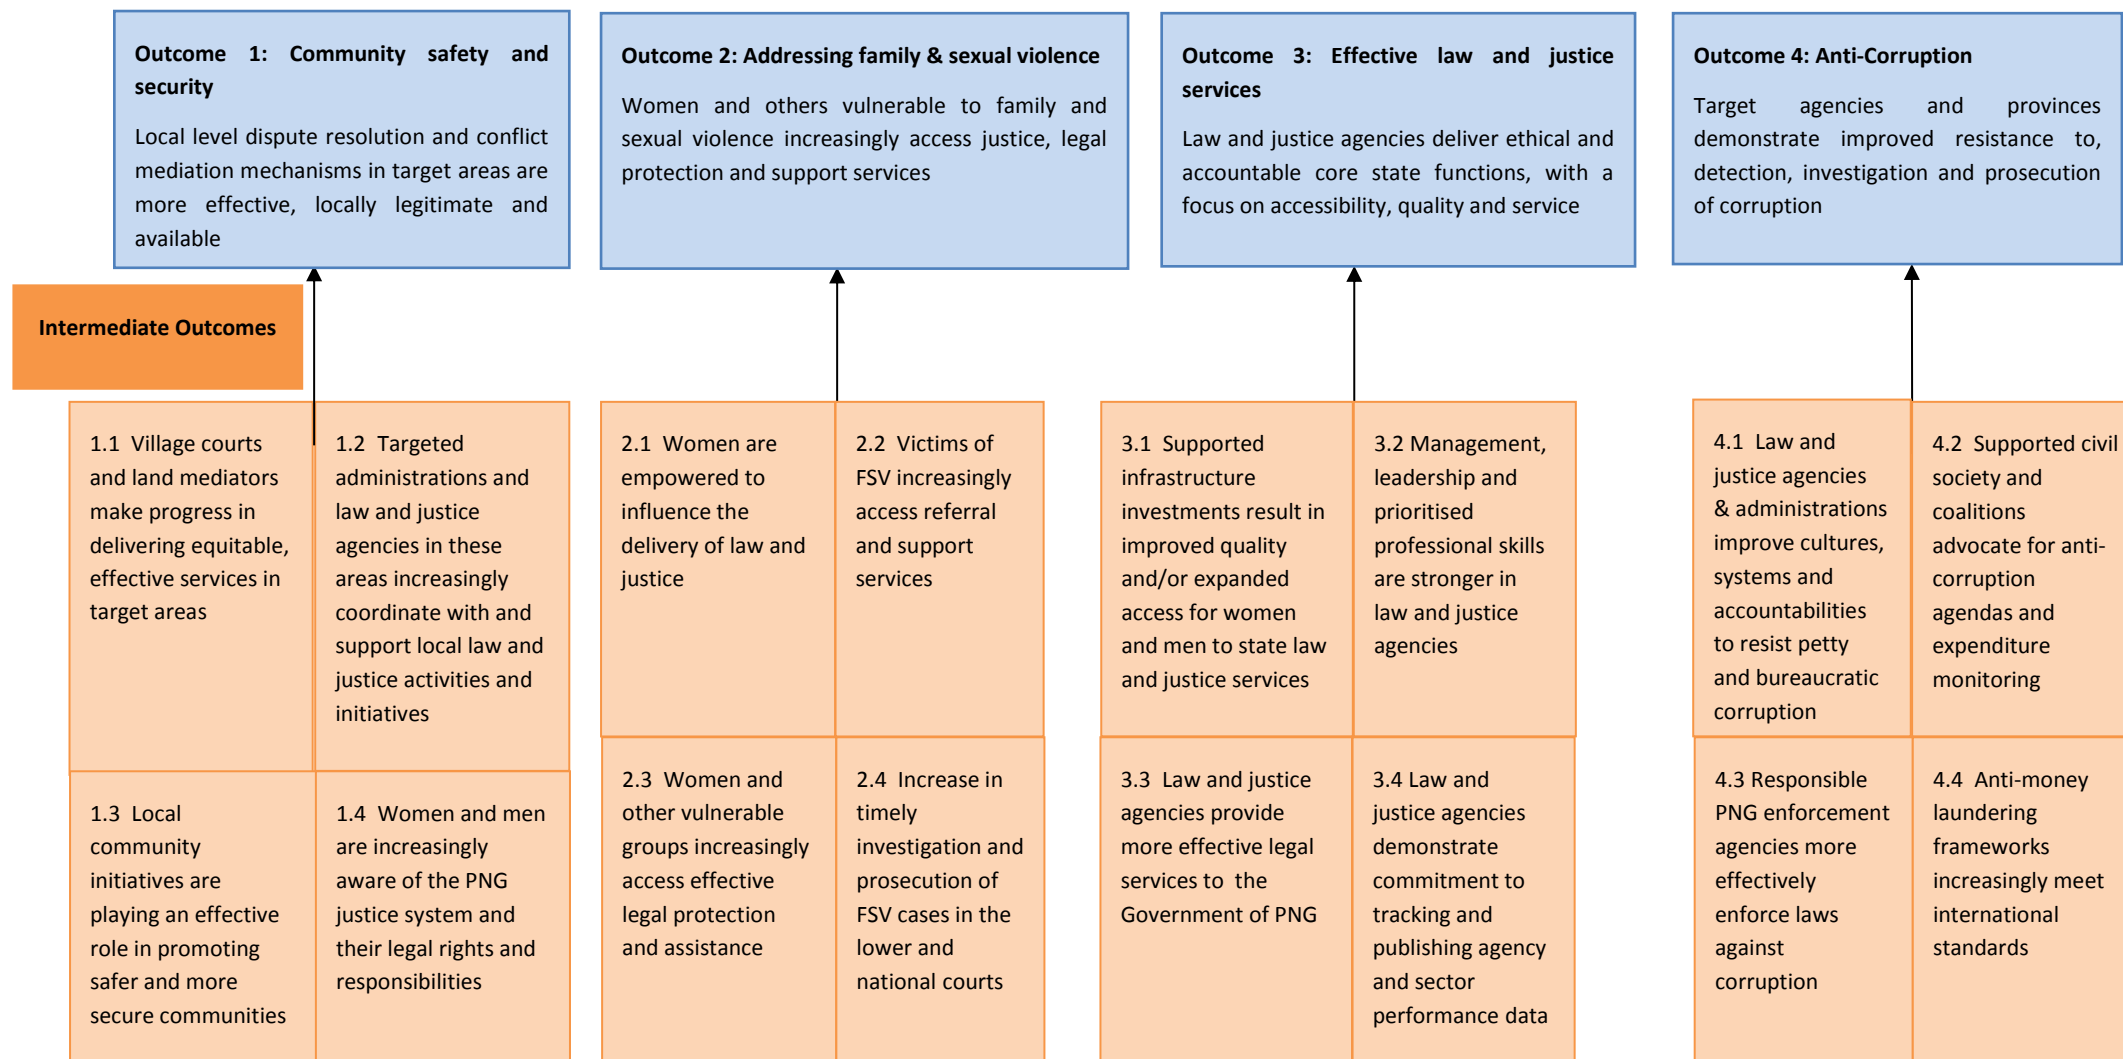 Outcome 1: Community safety and
security
Local level dispute resolution and conflict
mediation mechanisms in target areas are
more effective, locally legitimate and
available
Outcome 2: Addressing family & sexual violence
Women and others vulnerable to family and
sexual violence increasingly access justice, legal
protection and support services
Outcome 3: Effective law and justice
services
Law and justice agencies deliver ethical and
accountable core state functions, with a
focus on accessibility, quality and service
Outcome 4: Anti-Corruption
Target agencies and provinces
demonstrate improved resistance to,
detection, investigation and prosecution
of corruption
Intermediate Outcomes
1.1 Village courts
and land mediators
make progress in
delivering equitable,
effective services in
target areas
1.2 Targeted
administrations and
law and justice
agencies in these
areas increasingly
coordinate with and
support local law and
justice activities and
initiatives
2.1 Women are
empowered to
influence the
delivery of law and
justice
2.2 Victims of
FSV increasingly
access referral
and support
services
3.1 Supported
infrastructure
investments result in
improved quality
and/or expanded
access for women
and men to state law
and justice services
3.2 Management,
leadership and
prioritised
professional skills
are stronger in
law and justice
agencies
4.1 Law and
justice agencies
& administrations
improve cultures,
systems and
accountabilities
to resist petty
and bureaucratic
corruption
4.2 Supported civil
society and
coalitions
advocate for anti-
corruption
agendas and
expenditure
monitoring
1.3 Local
community
initiatives are
playing an effective
role in promoting
safer and more
secure communities
1.4 Women and men
are increasingly
aware of the PNG
justice system and
their legal rights and
responsibilities
2.3 Women and
other vulnerable
groups increasingly
access effective
legal protection
and assistance
2.4 Increase in
timely
investigation and
prosecution of
FSV cases in the
lower and
national courts
3.3 Law and justice
agencies provide
more effective legal
services to the
Government of PNG
3.4 Law and
justice agencies
demonstrate
commitment to
tracking and
publishing agency
and sector
performance data
4.3 Responsible
PNG enforcement
agencies more
effectively
enforce laws
against
corruption
4.4 Anti-money
laundering
frameworks
increasingly meet
international
standards